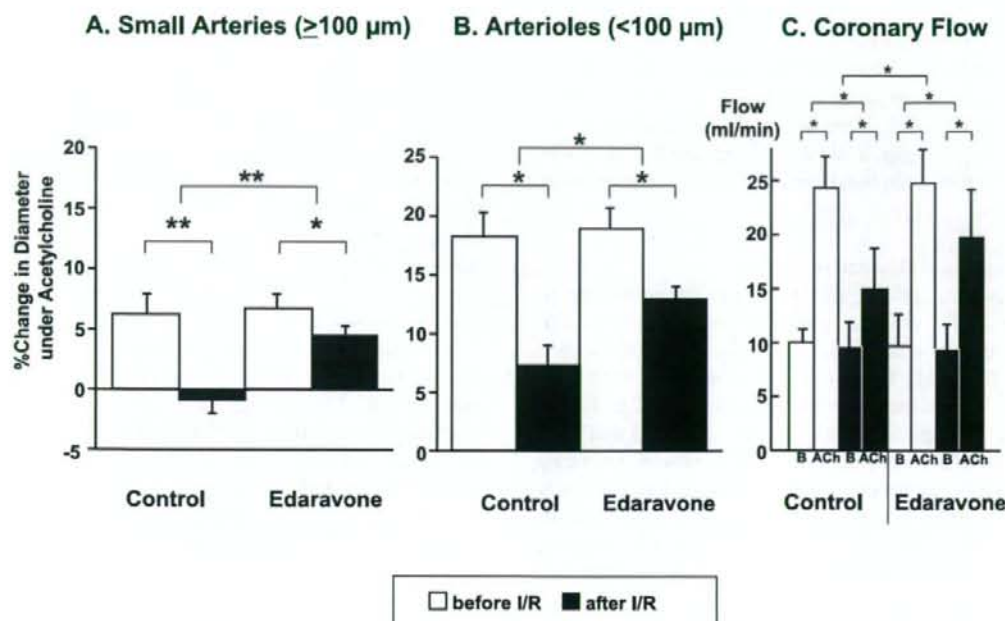 A. Small Arteries (≥100 µm)
B. Arterioles (<100 µm)
C. Coronary Flow
%Change in Diameter
under Acetylcholine
20
15
10
5
0
-5
**
**
*
Control
Edaravone
25
20
15
10
5
0
*
*
*
Control
Edaravone
Flow
(ml/min)
*
*
*
*
*
*
*
25
20
15
10
5
0
B ACh B ACh B ACh B ACh
Control
Edaravone
before I/R
after I/R